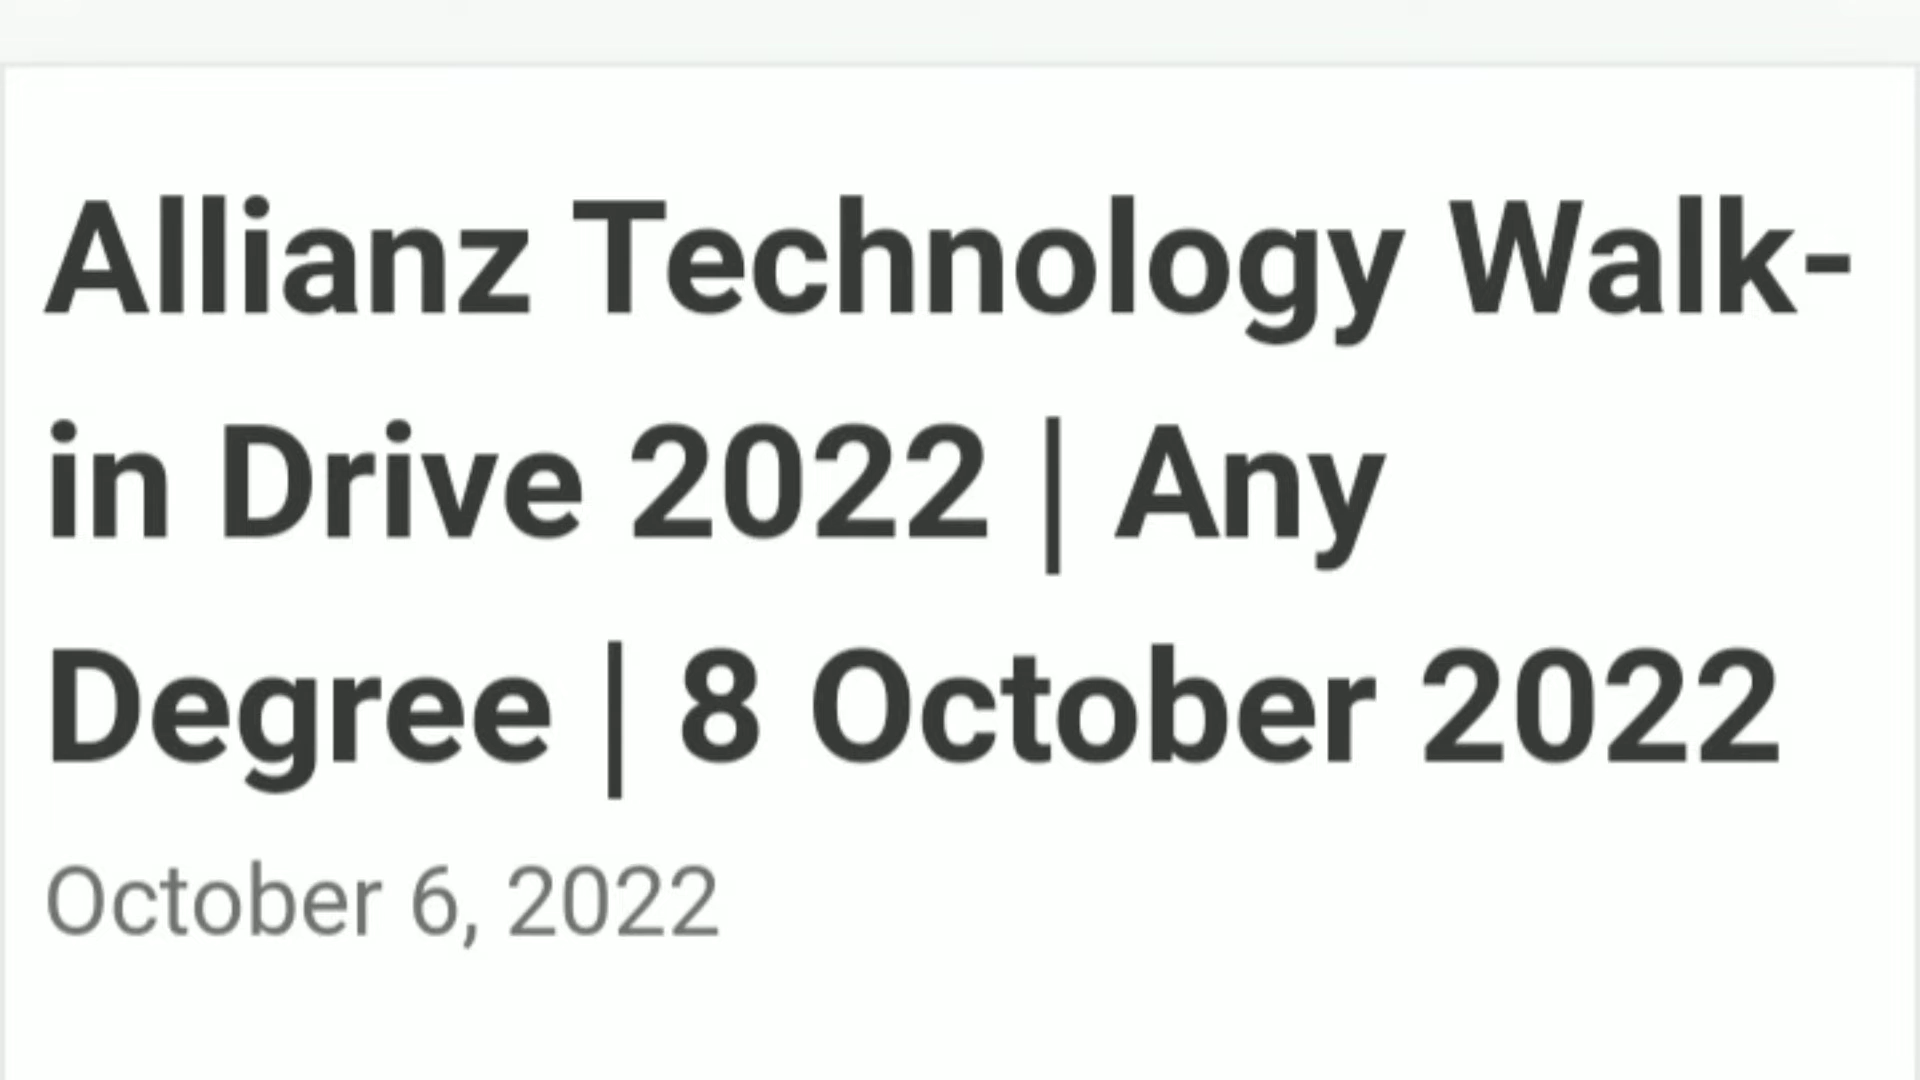 Allianz Technology Walk-
in Drive 2022 | Any
Degree | 8 October 2022
October 6, 2022